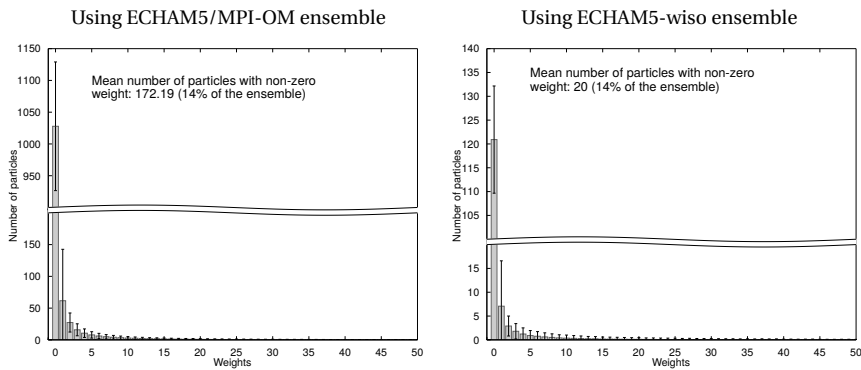 Using ECHAM5/MPI-OM ensemble
1150
1100
1050
1000
950
150
100
50
0
Number of particles
Mean number of particles with non-zero
weight: 172.19 (14% of the ensemble)
0 5 10 15 20 25 30 35 40 45 50
Weights
Using ECHAM5-wiso ensemble
140
135
130
125
120
115
110
105
15
10
5
0
Number of particles
Mean number of particles with non-zero
weight: 20 (14% of the ensemble)
0 5 10 15 20 25 30 35 40 45 50
Weights